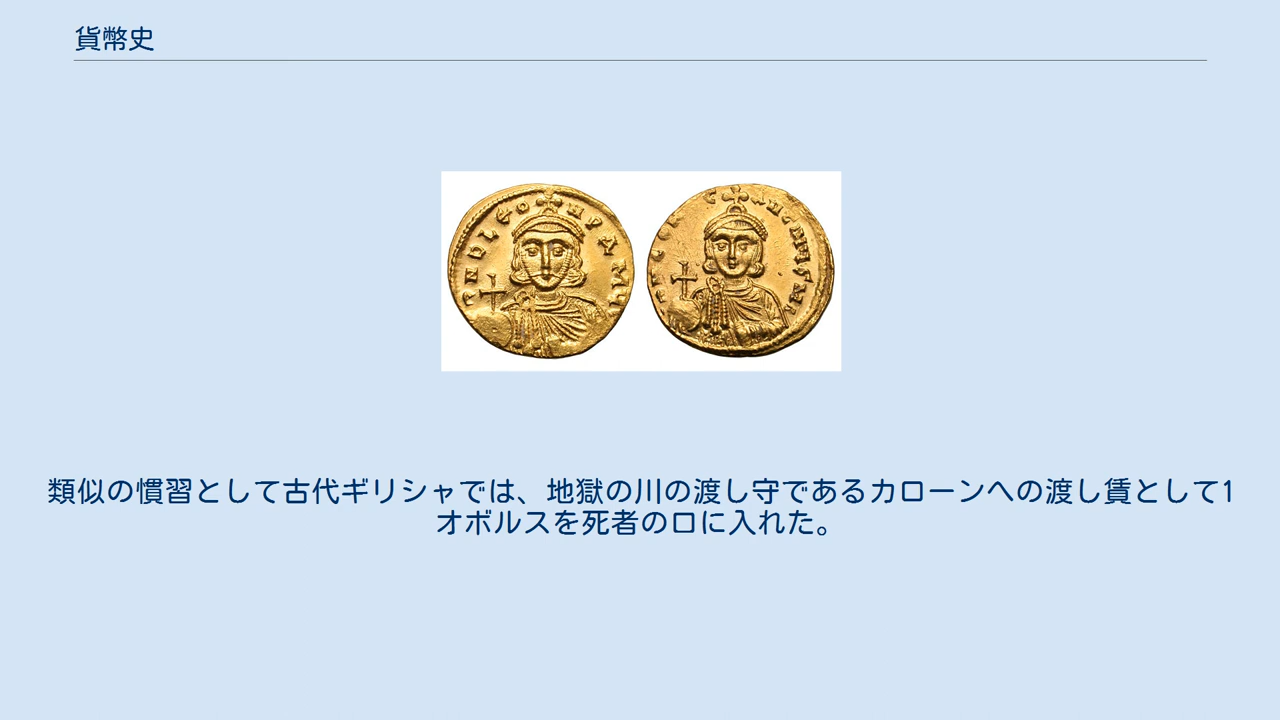 貨幣史
類似の慣習として古代ギリシャでは、地獄の川の渡し守であるカローンへの渡し賃として1
オボルスを死者の口に入れた。